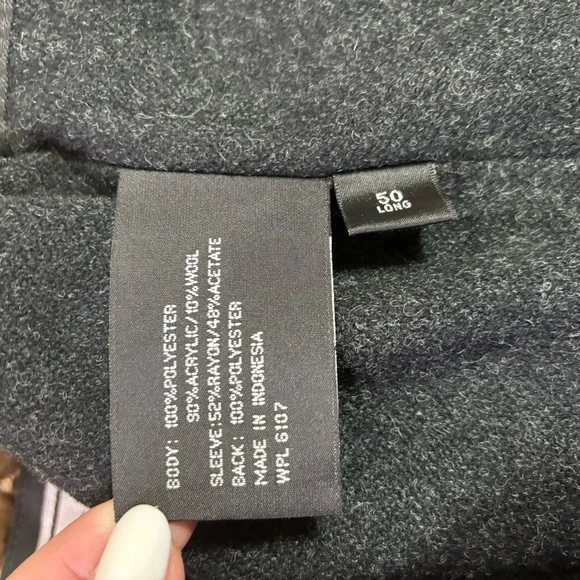 50
LONG
BODY: 100%POLYESTER
90%ACRYLIC/10%WOOL
SLEEVE:52%RAYON/48%ACETATE
BACK: 100%POLYESTER
MADE IN INDONESIA
WPL 6107